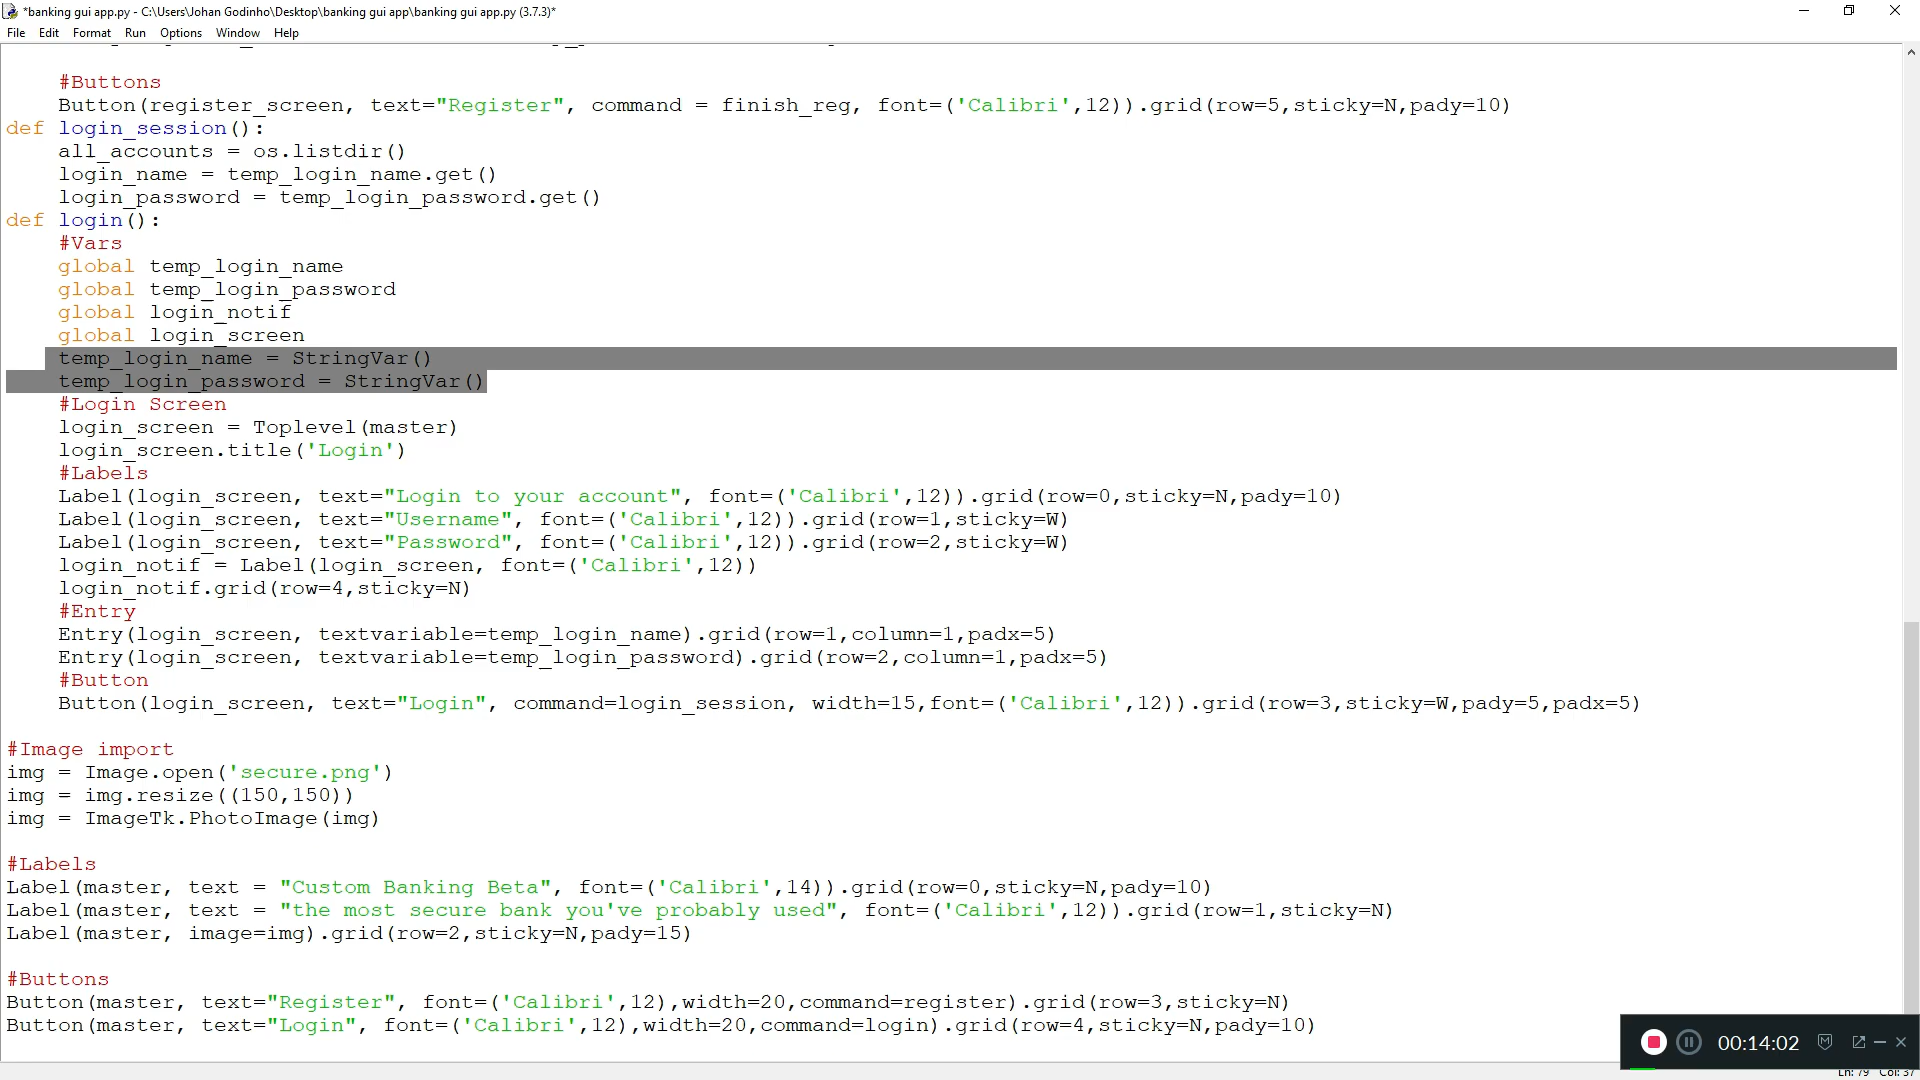 *banking gui app.py - C:\Users\Johan Godinho\Desktop\banking gui app\banking gui app.py (3.7.3)*
File Edit Format Run Options Window Help
#Buttons
Button(register_screen, text="Register", command = finish_reg, font=('Calibri',12)).grid(row=5,sticky=N,pady=10)
def login_session():
all_accounts = os.listdir()
login_name = temp_login_name.get()
login_password = temp_login_password.get()
def login():
#Vars
global temp_login_name
global temp_login_password
global login_notif
global login_screen
temp_login_name = StringVar()
temp_login_password = StringVar()
#Login Screen
login_screen = Toplevel(master)
login_screen.title('Login')
#Labels
Label(login_screen, text="Login to your account", font=('Calibri',12)).grid(row=0,sticky=N,pady=10)
Label(login_screen, text="Username", font=('Calibri',12)).grid(row=1,sticky=W)
Label(login_screen, text="Password", font=('Calibri',12)).grid(row=2,sticky=W)
login_notif = Label(login_screen, font=('Calibri',12))
login_notif.grid(row=4,sticky=N)
#Entry
Entry(login_screen, textvariable=temp_login_name).grid(row=1,column=1,padx=5)
Entry(login_screen, textvariable=temp_login_password).grid(row=2,column=1,padx=5)
#Button
Button(login_screen, text="Login", command=login_session, width=15,font=('Calibri',12)).grid(row=3,sticky=W,pady=5,padx=5)
#Image import
img = Image.open('secure.png')
img = img.resize((150,150))
img = ImageTk.PhotoImage(img)
#Labels
Label(master, text = "Custom Banking Beta", font=('Calibri',14)).grid(row=0,sticky=N,pady=10)
Label(master, text = "the most secure bank you've probably used", font=('Calibri',12)).grid(row=1,sticky=N)
Label(master, image=img).grid(row=2,sticky=N,pady=15)
#Buttons
Button(master, text="Register", font=('Calibri',12),width=20,command=register).grid(row=3,sticky=N)
Button(master, text="Login", font=('Calibri',12),width=20,command=login).grid(row=4,sticky=N,pady=10)
00:14:02
Ln: 79 Col: 37